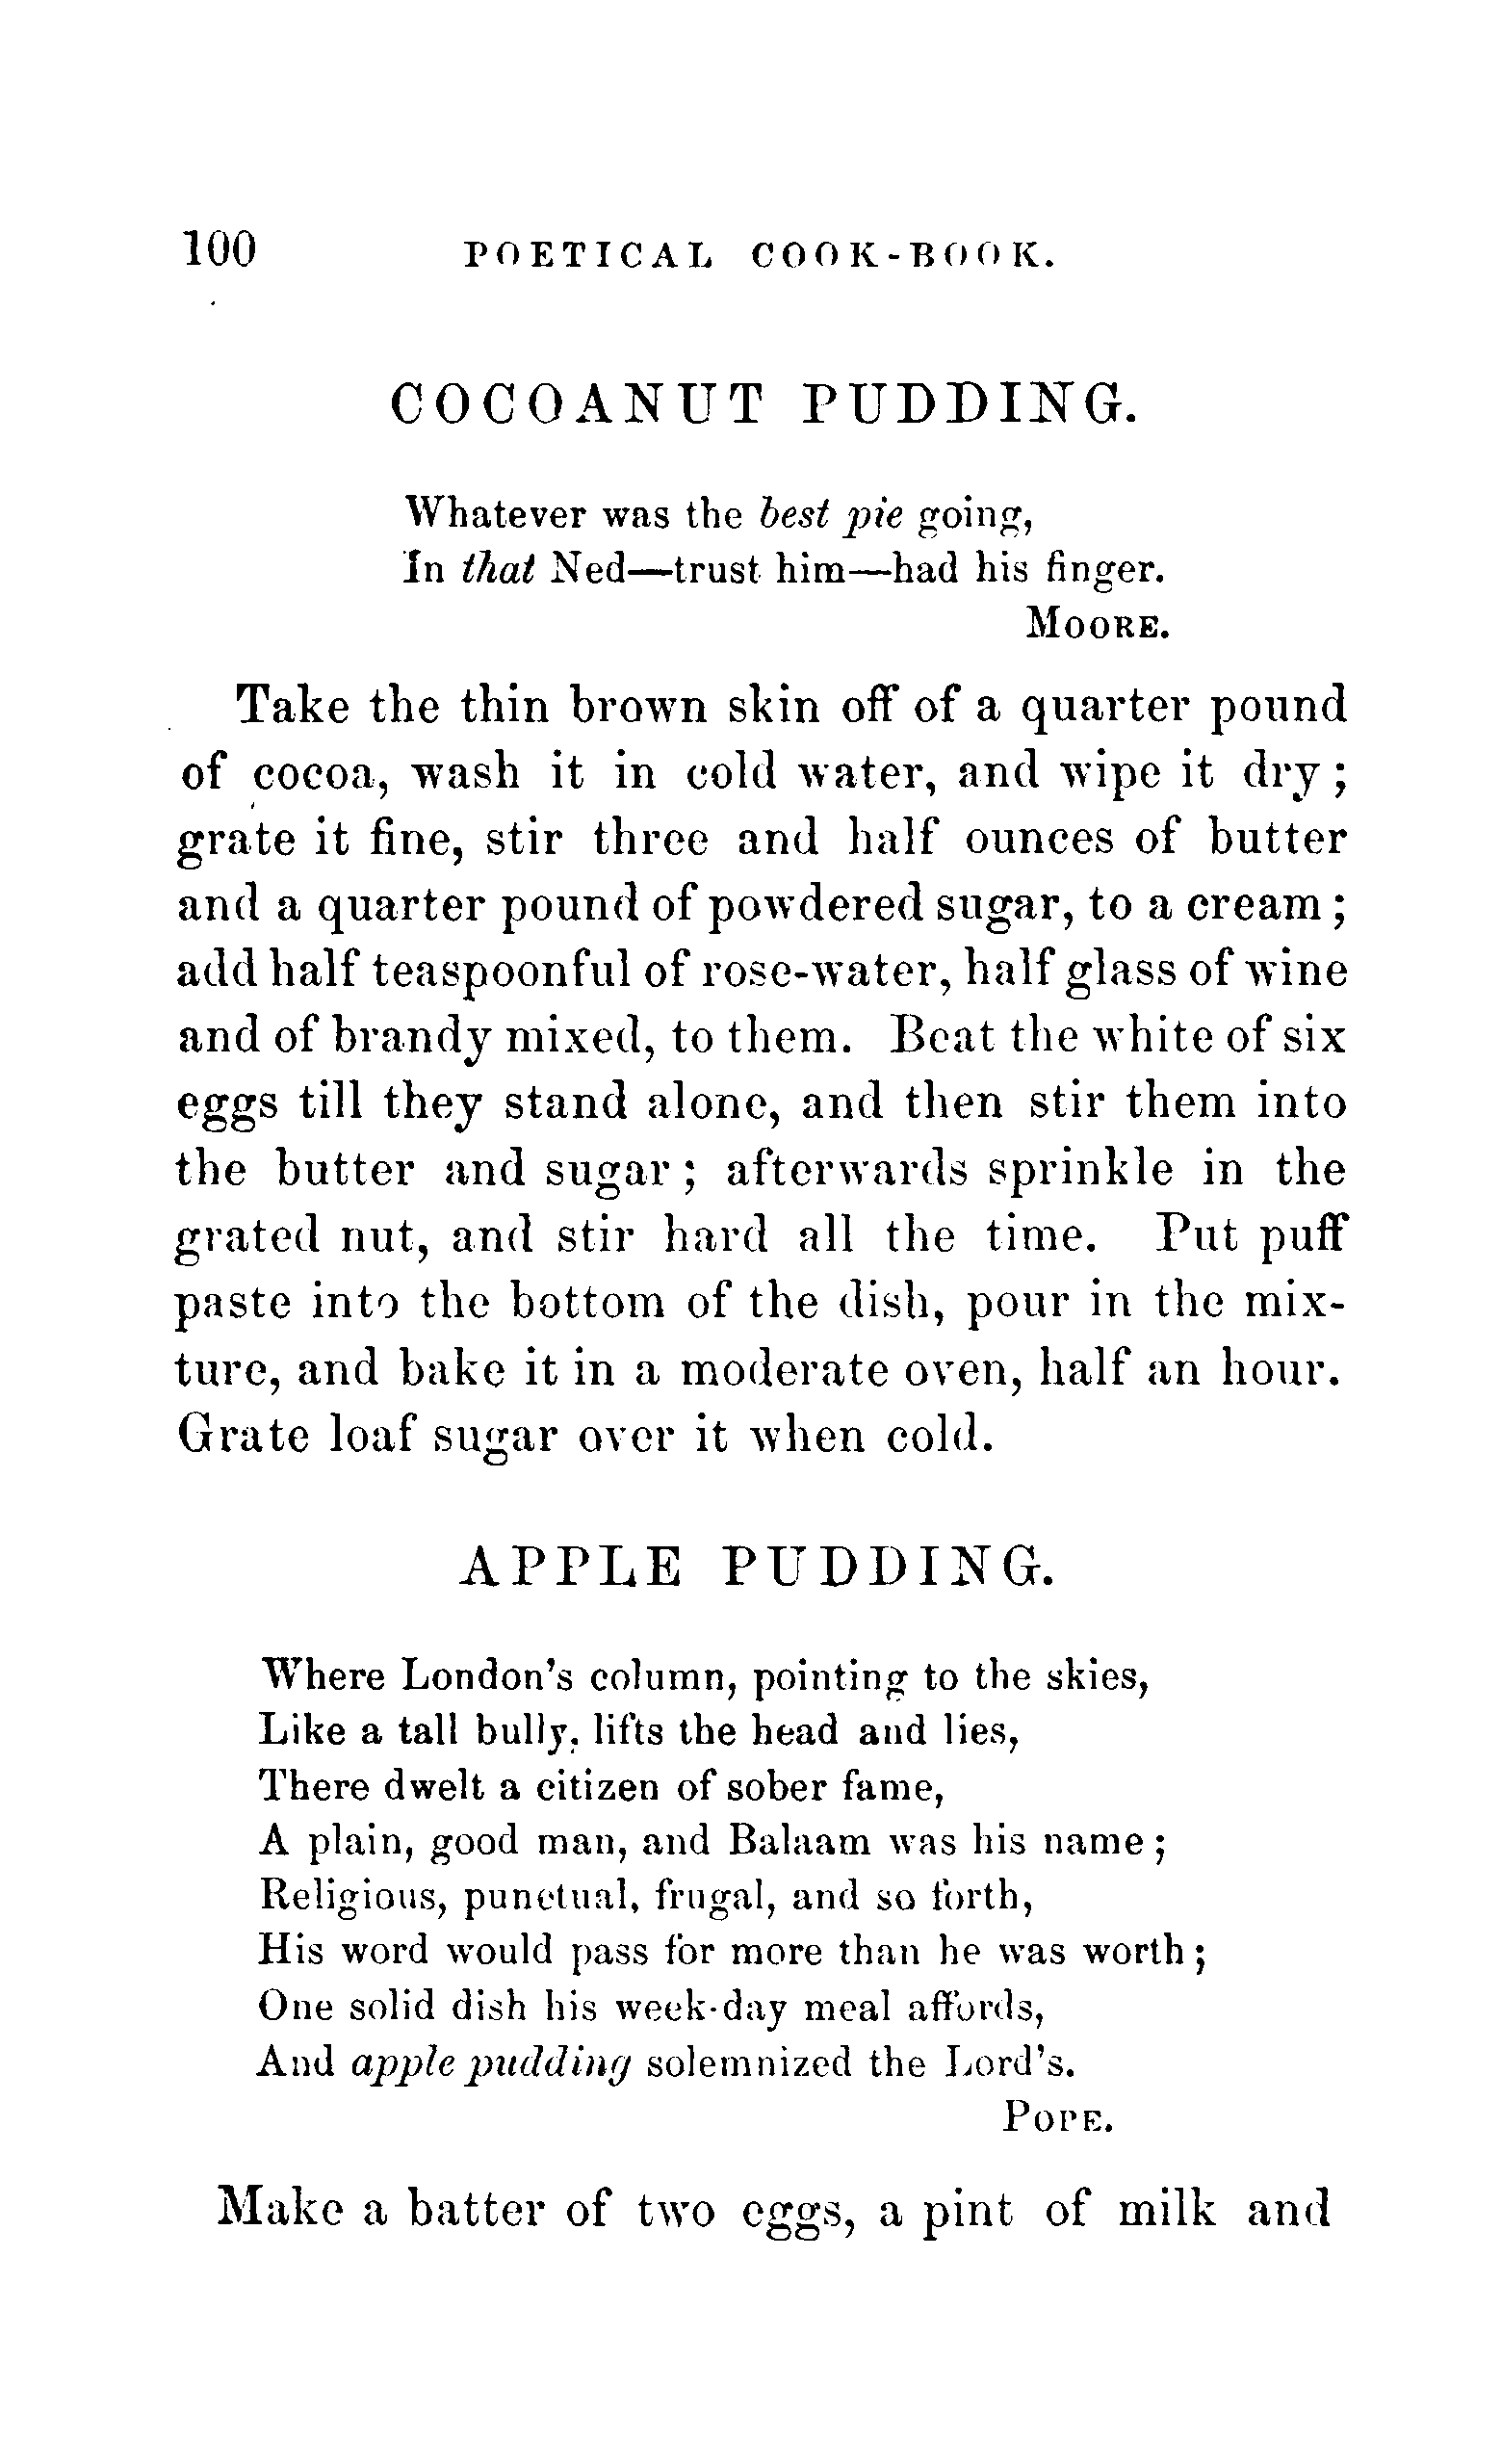 100 POETICAL COOK-BOOK.
COCOANUT PUDDING.
Whatever was the best pie going,
In that Ned—trust him—had his finger.
MOORE.
Take the thin brown skin off of a quarter pound
of cocoa, wash it in cold water, and wipe it dry;
grate it fine, stir three and half ounces of butter
and a quarter pound of powdered sugar, to a cream;
add half teaspoonful of rose-water, half glass of wine
and of brandy mixed, to them. Beat the white of six
eggs till they stand alone, and then stir them into
the butter and sugar; afterwards sprinkle in the
grated nut, and stir hard all the time. Put puff
paste into the bottom of the dish, pour in the mix-
ture, and bake it in a moderate oven, half an hour.
Grate loaf sugar over it when cold.
APPLE PUDDING.
Where London's column, pointing to the skies,
Like a tall bully, lifts the head and lies,
There dwelt a citizen of sober fame,
A plain, good man, and Balaam was his name;
Religious, punctual, frugal, and so forth,
His word would pass for more than he was worth;
One solid dish his week-day meal affords,
And apple pudding solemnized the Lord's.
POPE.
Make a batter of two eggs, a pint of milk and